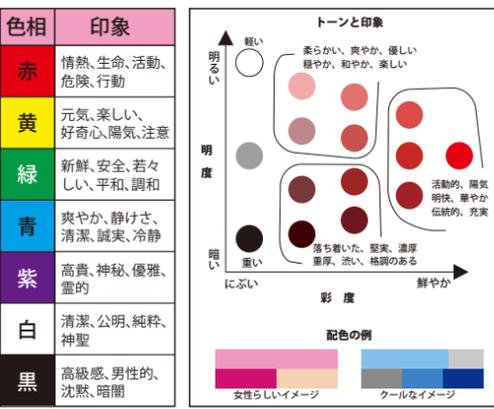 色相 印象
赤 情熱、生命、活動、
危険、行動
黄 元気、楽しい、
好奇心、陽気、注意
緑 新鮮、安全、若々
しい、平和、調和
青 爽やか、静けさ、
清潔、誠実、冷静
紫 高貴、神秘、優雅、
霊的
白 清潔、公明、純粋、
神聖
黒 高級感、男性的、
沈黙、暗闇
トーンと印象
明るい
軽い
柔らかい、爽やか、優しい
穏やか、和やか、楽しい
明度
活動的、陽気
明快、華やか
伝統的、充実
暗い
重い
落ち着いた、堅実、濃厚
重厚、渋い、格調のある
にぶい 鮮やか
彩度
配色の例
女性らしいイメージ クールなイメージ